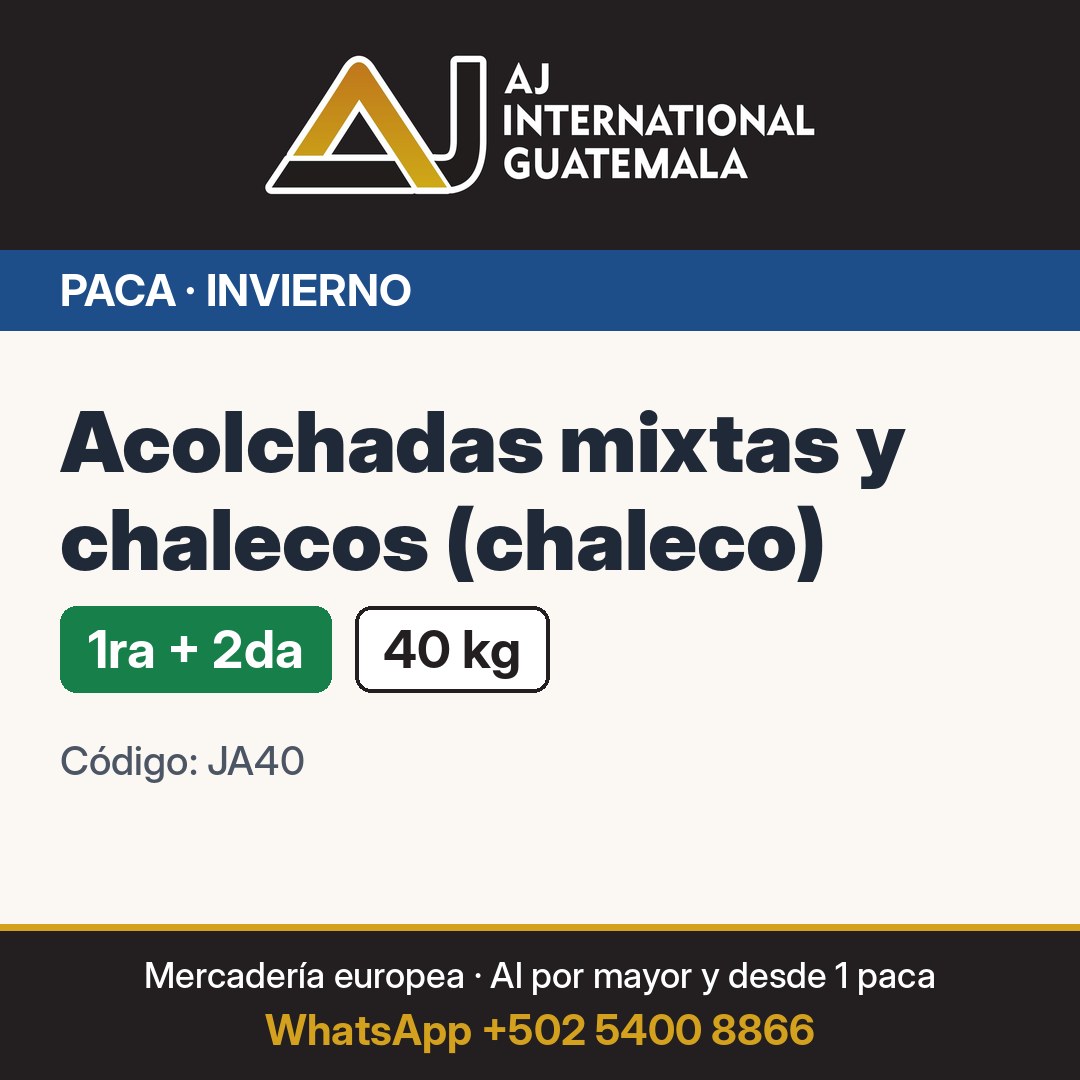 AJ
INTERNATIONAL
GUATEMALA
PACA · INVIERNO
Acolchadas mixtas y
chalecos (chaleco)
1ra + 2da
40 kg
Código: JA40
Mercadería europea · Al por mayor y desde 1 paca
WhatsApp +502 5400 8866